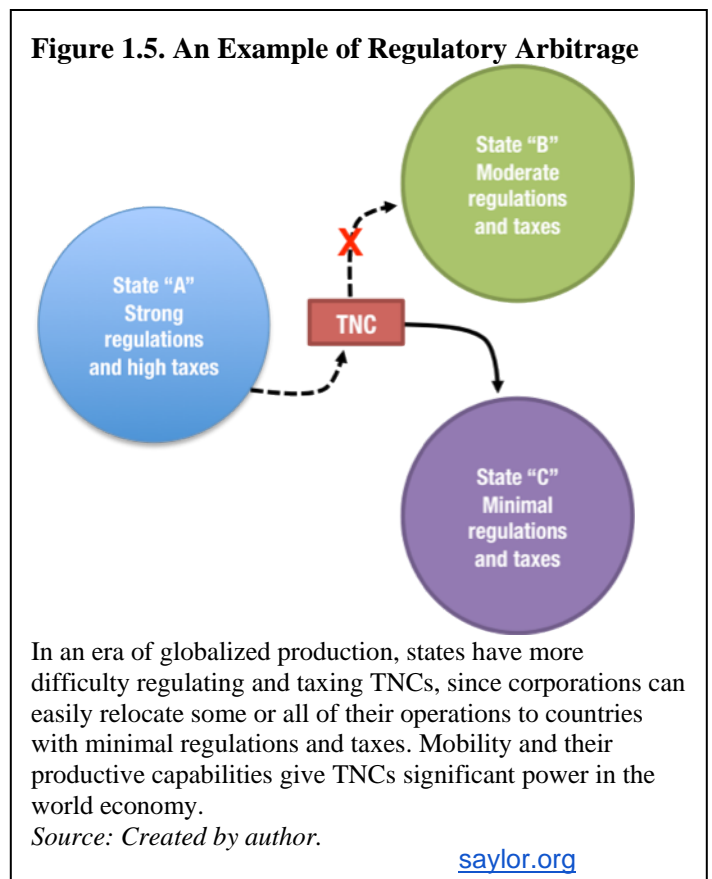 Figure 1.5. An Example of Regulatory Arbitrage
State "B"
Moderate
regulations
and taxes
State "A"
Strong
regulations
and high taxes
X
TNC
State "C"
Minimal
regulations
and taxes
In an era of globalized production, states have more
difficulty regulating and taxing TNCs, since corporations can
easily relocate some or all of their operations to countries
with minimal regulations and taxes. Mobility and their
productive capabilities give TNCs significant power in the
world economy.
Source: Created by author.
saylor.org